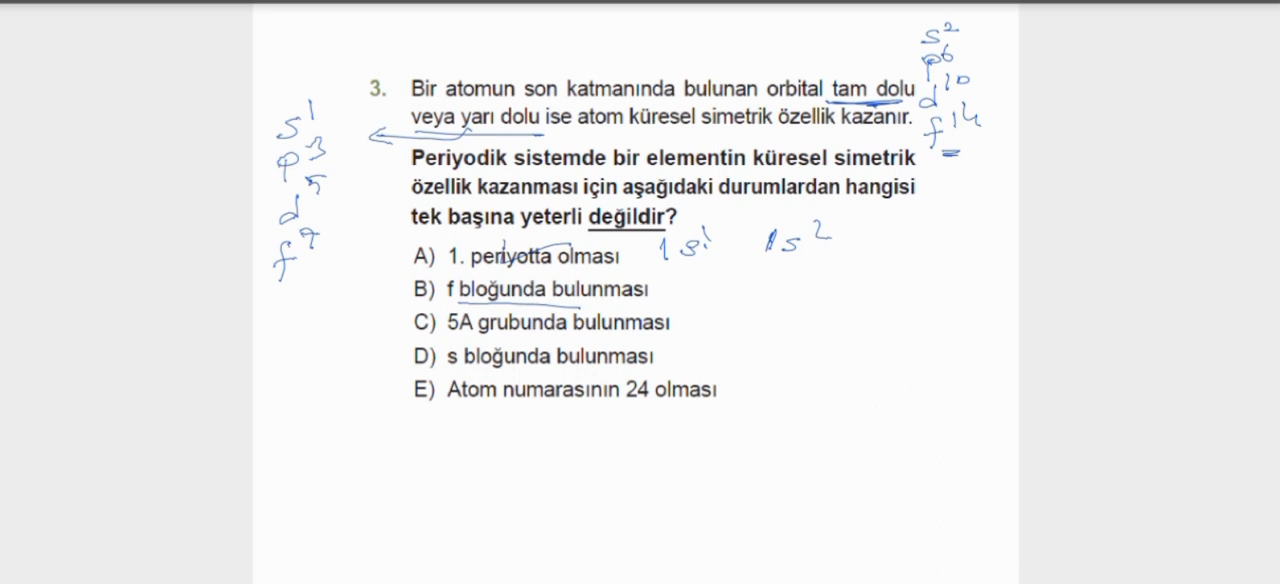 3. Bir atomun son katmanında bulunan orbital tam dolu
veya yarı dolu ise atom küresel simetrik özellik kazanır.
Periyodik sistemde bir elementin küresel simetrik
özellik kazanması için aşağıdaki durumlardan hangisi
tek başına yeterli değildir?
A) 1. periyotta olması
B) f bloğunda bulunması
C) 5A grubunda bulunması
D) s bloğunda bulunması
E) Atom numarasının 24 olması
s²
p⁶
d¹⁰
f¹⁴
s¹
p³
d⁵
f⁷
1s¹ 1s²